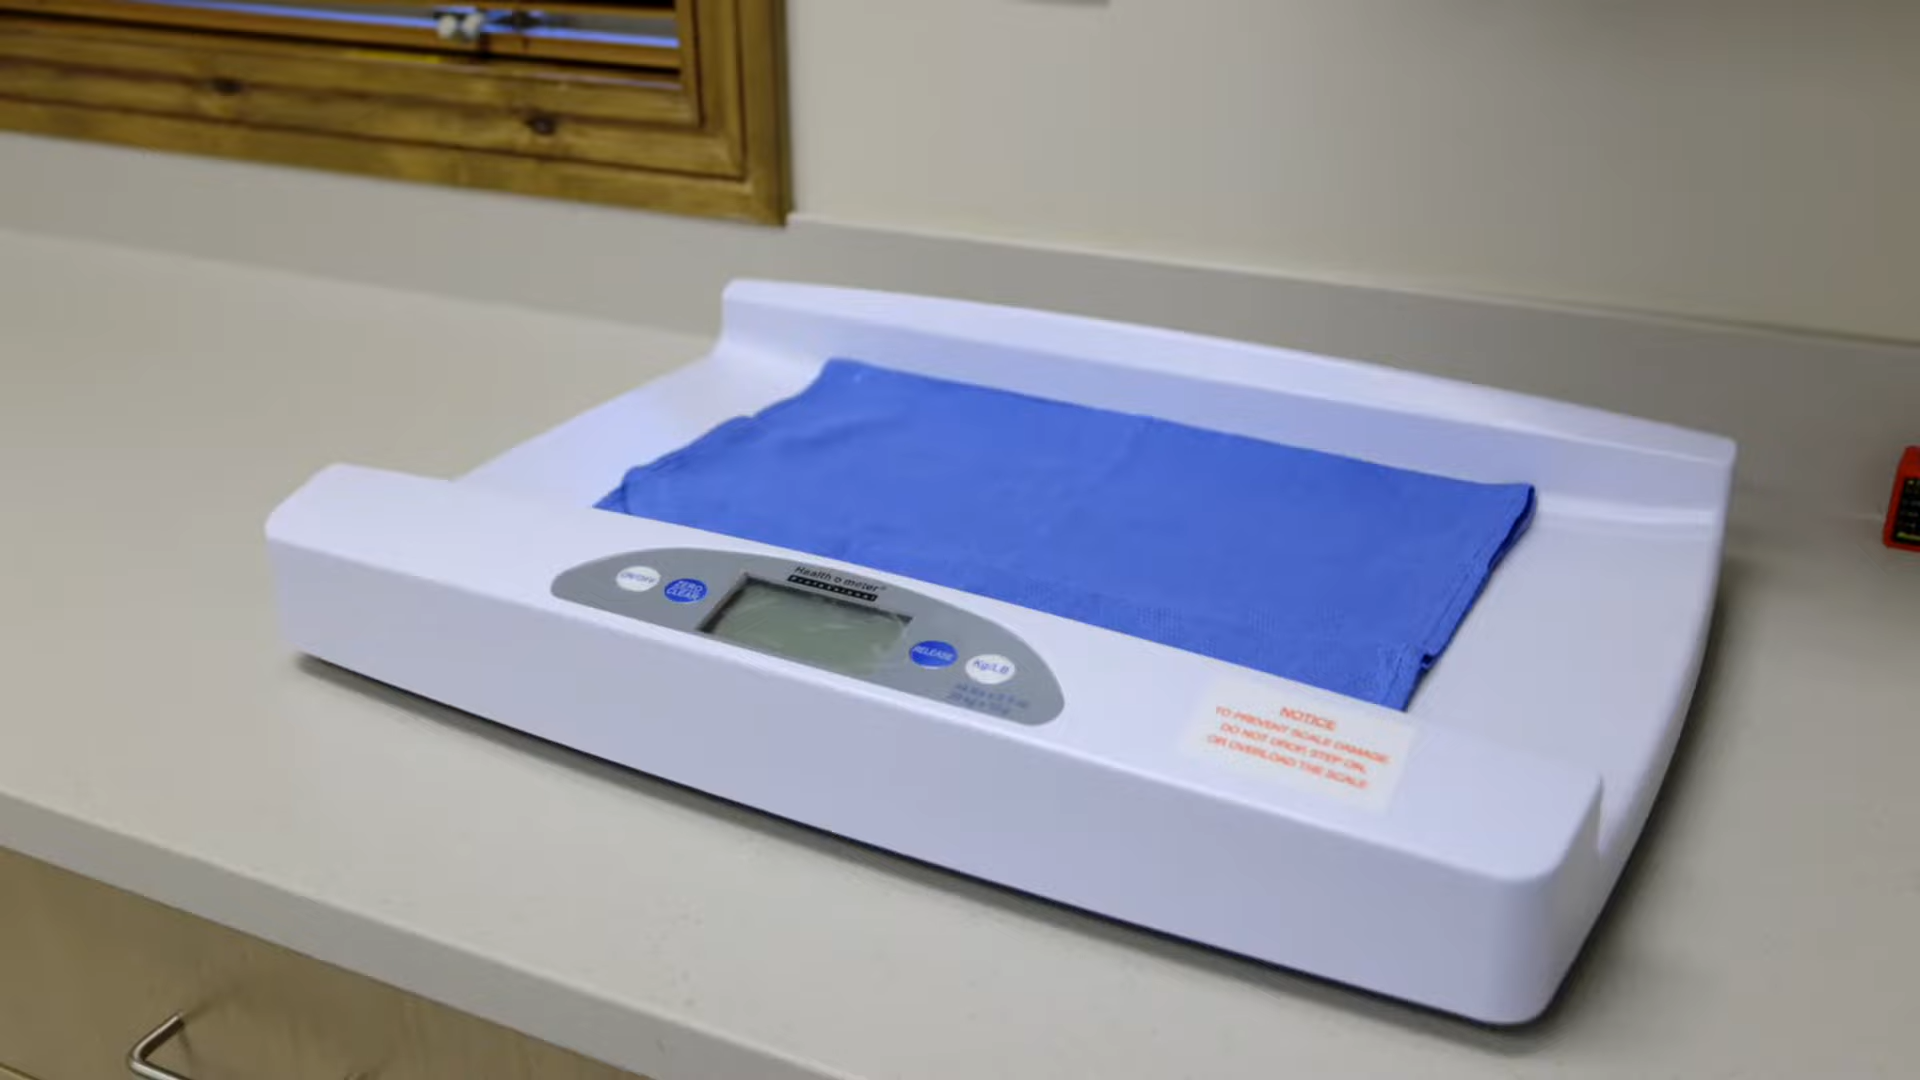 Health o meter®
PROFESSIONAL
ON/OFF
ZERO
CLEAR
RELEASE
Kg/LB
NOTICE
TO PREVENT SCALE DAMAGE
DO NOT DROP, STEP ON,
OR OVERLOAD THE SCALE